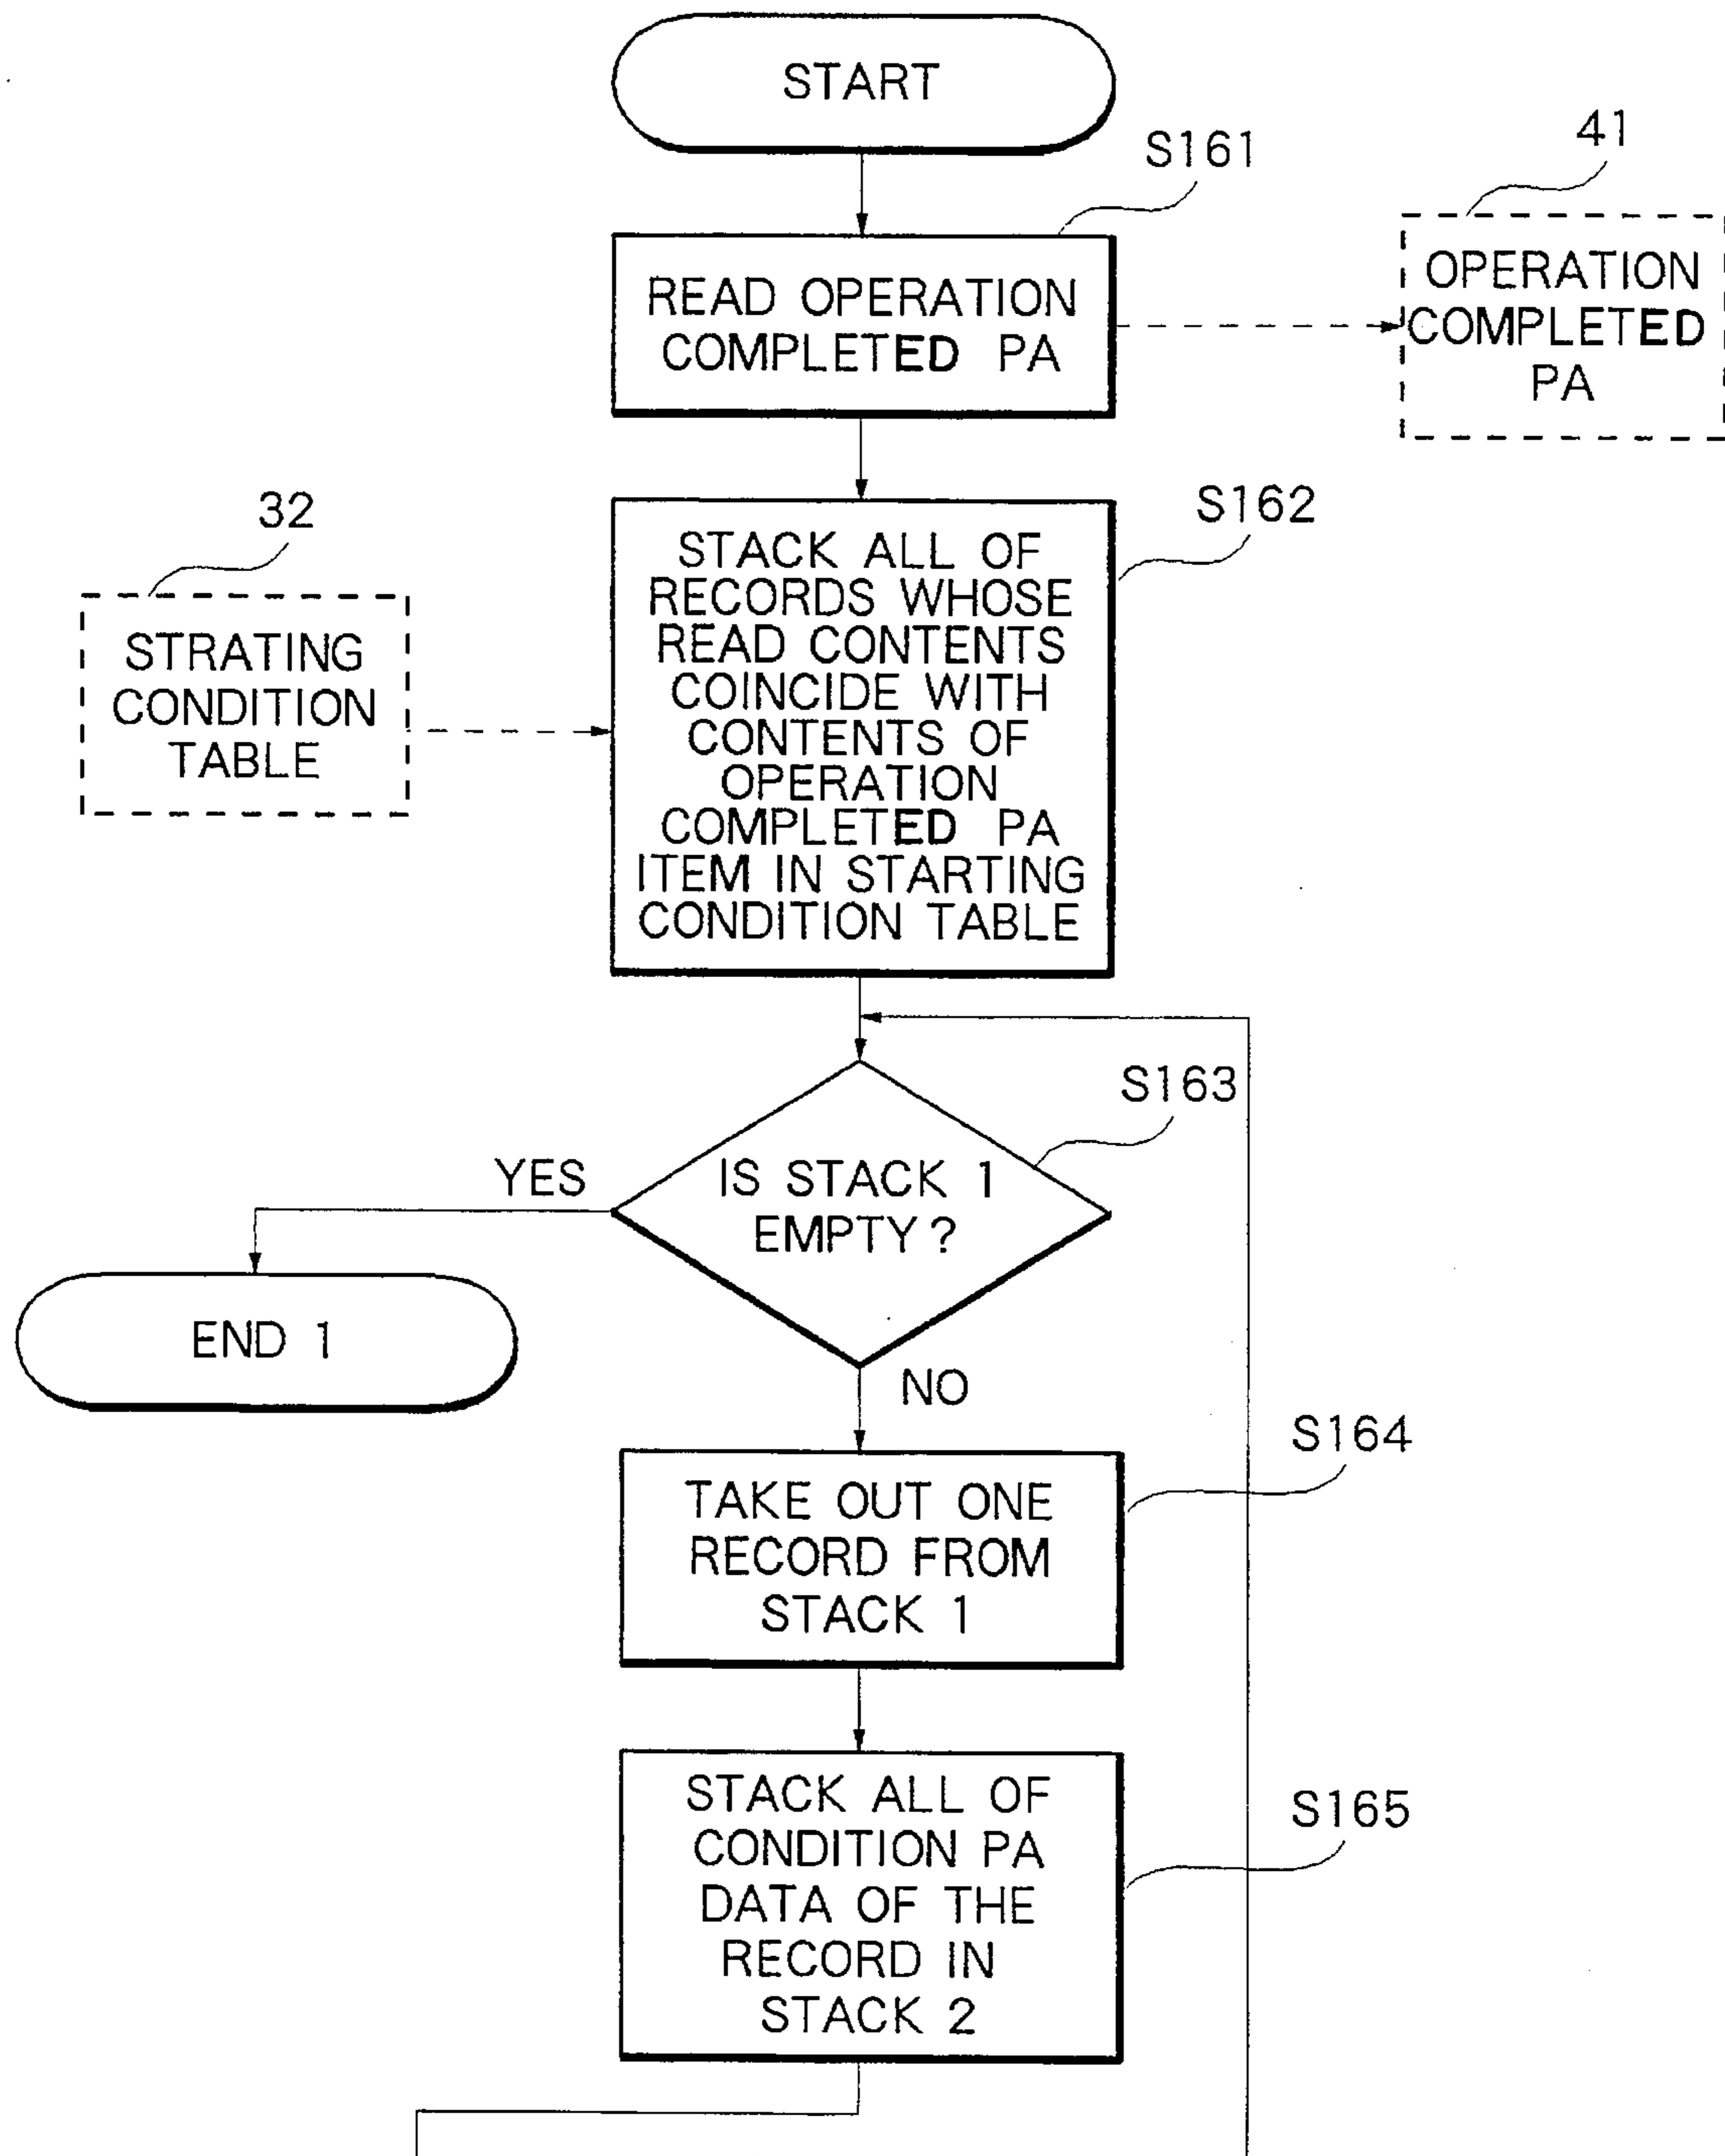 START
S161
READ OPERATION
COMPLETED PA
41
OPERATION
COMPLETED
PA
32
STRATING
CONDITION
TABLE
S162
STACK ALL OF
RECORDS WHOSE
READ CONTENTS
COINCIDE WITH
CONTENTS OF
OPERATION
COMPLETED PA
ITEM IN STARTING
CONDITION TABLE
S163
IS STACK 1
EMPTY?
YES
END 1
NO
S164
TAKE OUT ONE
RECORD FROM
STACK 1
S165
STACK ALL OF
CONDITION PA
DATA OF THE
RECORD IN
STACK 2